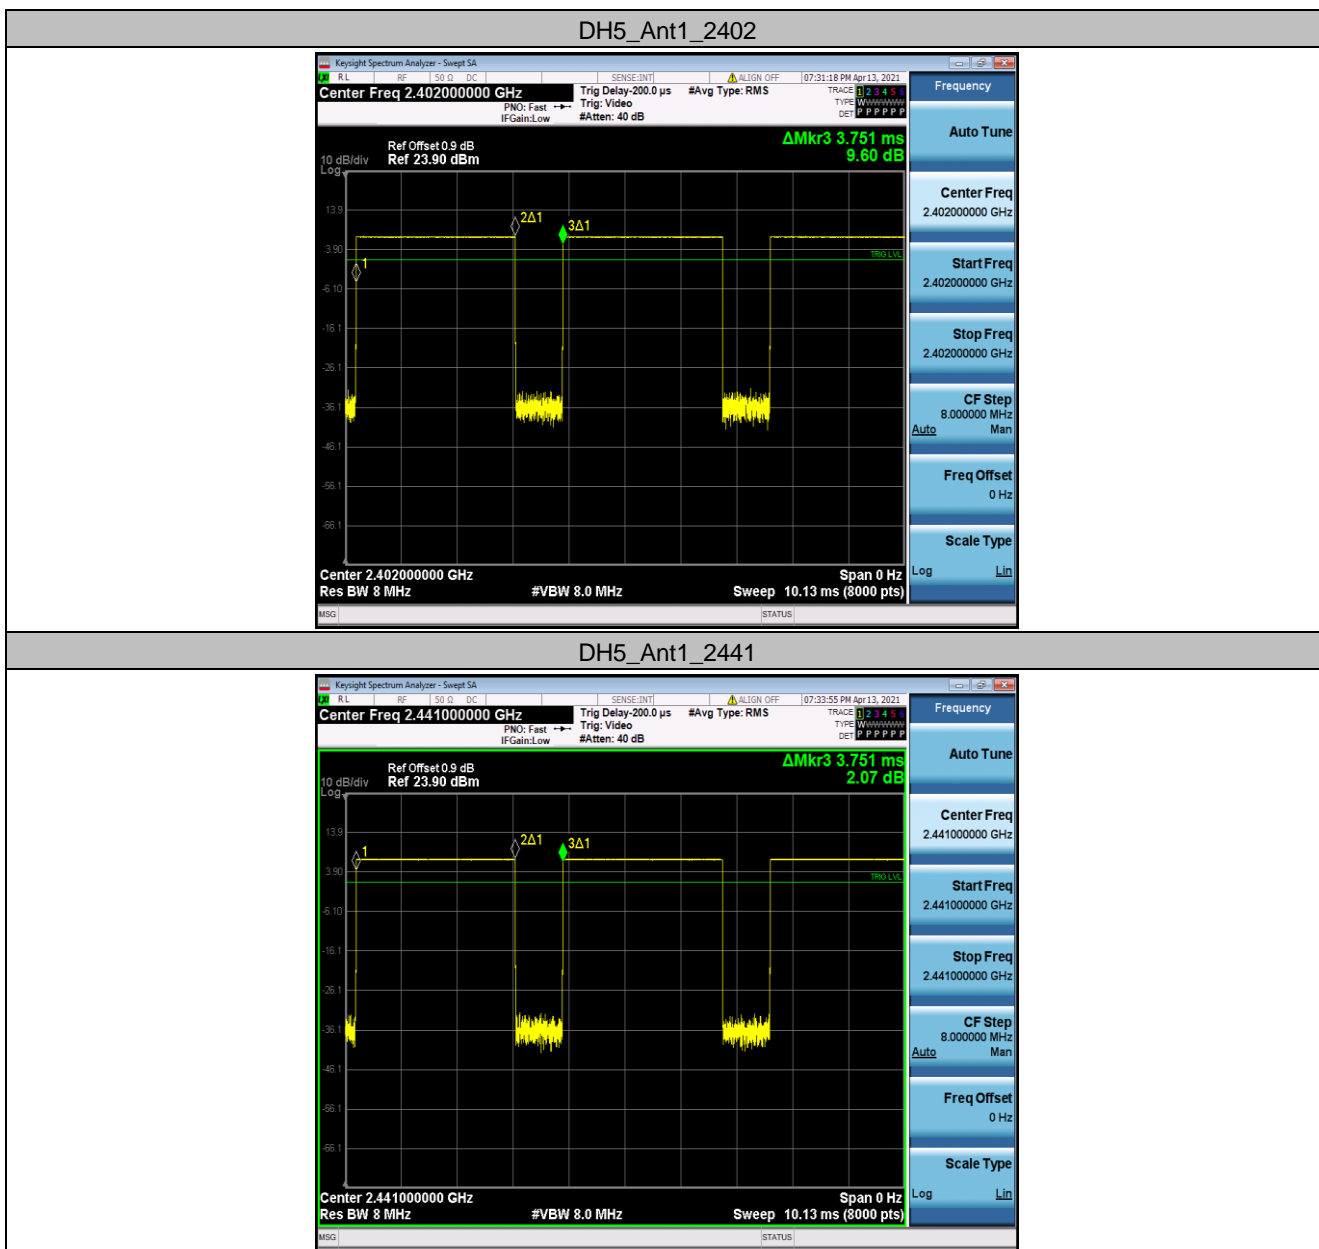 DH5_Ant1_2402
Keysight Spectrum Analyzer - Swept SA
RL RF 50 Ω DC SENSE:INT ALIGN OFF 07:31:18 PM Apr 13, 2021
Center Freq 2.402000000 GHz
PNO: Fast
IFGain:Low
Trig Delay-200.0 µs
Trig: Video
#Atten: 40 dB
#Avg Type: RMS
TRACE 1 2 3 4 5 6
TYPE WWWWWW
DET P P P P P P
Frequency
ΔMkr3 3.751 ms
9.60 dB
Ref Offset 0.9 dB
10 dB/div Ref 23.90 dBm
Log
13.9
3.90
-6.10
-16.1
-26.1
-36.1
-46.1
-56.1
-66.1
1
2Δ1
3Δ1
TRIG LVL
Center 2.402000000 GHz Span 0 Hz
Res BW 8 MHz #VBW 8.0 MHz Sweep 10.13 ms (8000 pts)
Auto Tune
Center Freq
2.402000000 GHz
Start Freq
2.402000000 GHz
Stop Freq
2.402000000 GHz
CF Step
8.000000 MHz
Auto Man
Freq Offset
0 Hz
Scale Type
Log Lin
MSG STATUS
DH5_Ant1_2441
Keysight Spectrum Analyzer - Swept SA
RL RF 50 Ω DC SENSE:INT ALIGN OFF 07:33:55 PM Apr 13, 2021
Center Freq 2.441000000 GHz
PNO: Fast
IFGain:Low
Trig Delay-200.0 µs
Trig: Video
#Atten: 40 dB
#Avg Type: RMS
TRACE 1 2 3 4 5 6
TYPE WWWWWW
DET P P P P P P
Frequency
ΔMkr3 3.751 ms
2.07 dB
Ref Offset 0.9 dB
10 dB/div Ref 23.90 dBm
Log
13.9
3.90
-6.10
-16.1
-26.1
-36.1
-46.1
-56.1
-66.1
1
2Δ1
3Δ1
TRIG LVL
Center 2.441000000 GHz Span 0 Hz
Res BW 8 MHz #VBW 8.0 MHz Sweep 10.13 ms (8000 pts)
Auto Tune
Center Freq
2.441000000 GHz
Start Freq
2.441000000 GHz
Stop Freq
2.441000000 GHz
CF Step
8.000000 MHz
Auto Man
Freq Offset
0 Hz
Scale Type
Log Lin
MSG STATUS